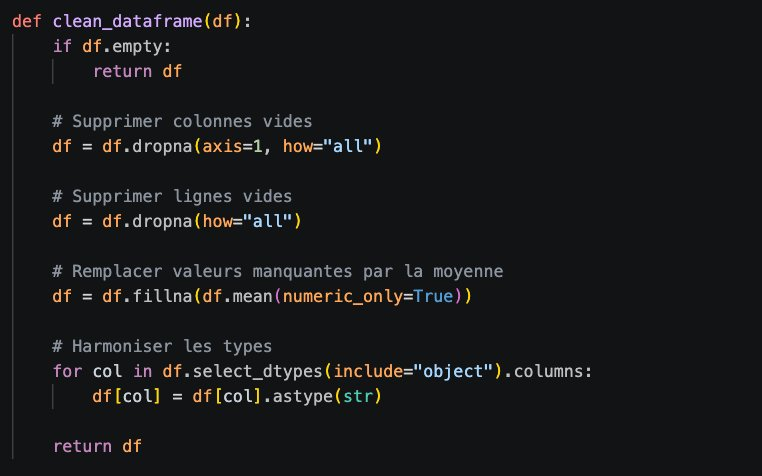 def clean_dataframe(df):
    if df.empty:
        return df

    # Supprimer colonnes vides
    df = df.dropna(axis=1, how="all")

    # Supprimer lignes vides
    df = df.dropna(how="all")

    # Remplacer valeurs manquantes par la moyenne
    df = df.fillna(df.mean(numeric_only=True))

    # Harmoniser les types
    for col in df.select_dtypes(include="object").columns:
        df[col] = df[col].astype(str)

    return df